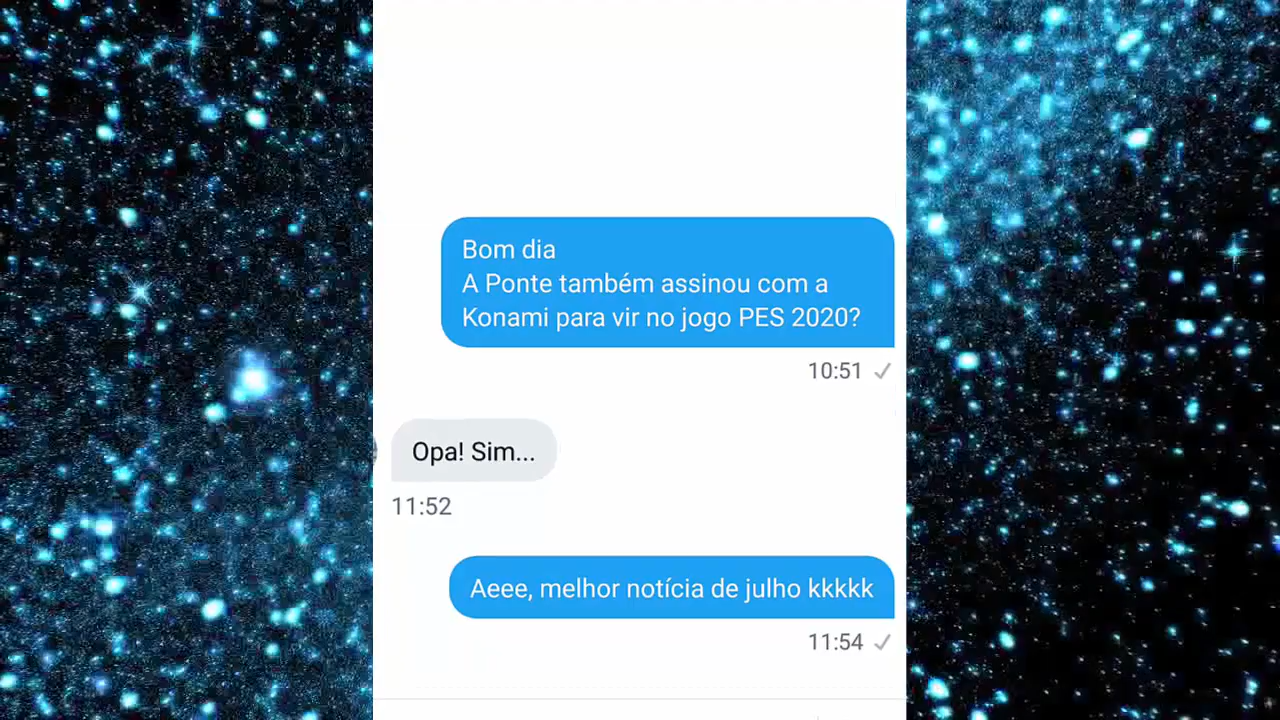 Bom dia
A Ponte também assinou com a
Konami para vir no jogo PES 2020?
10:51
Opa! Sim...
11:52
Aeee, melhor notícia de julho kkkkk
11:54